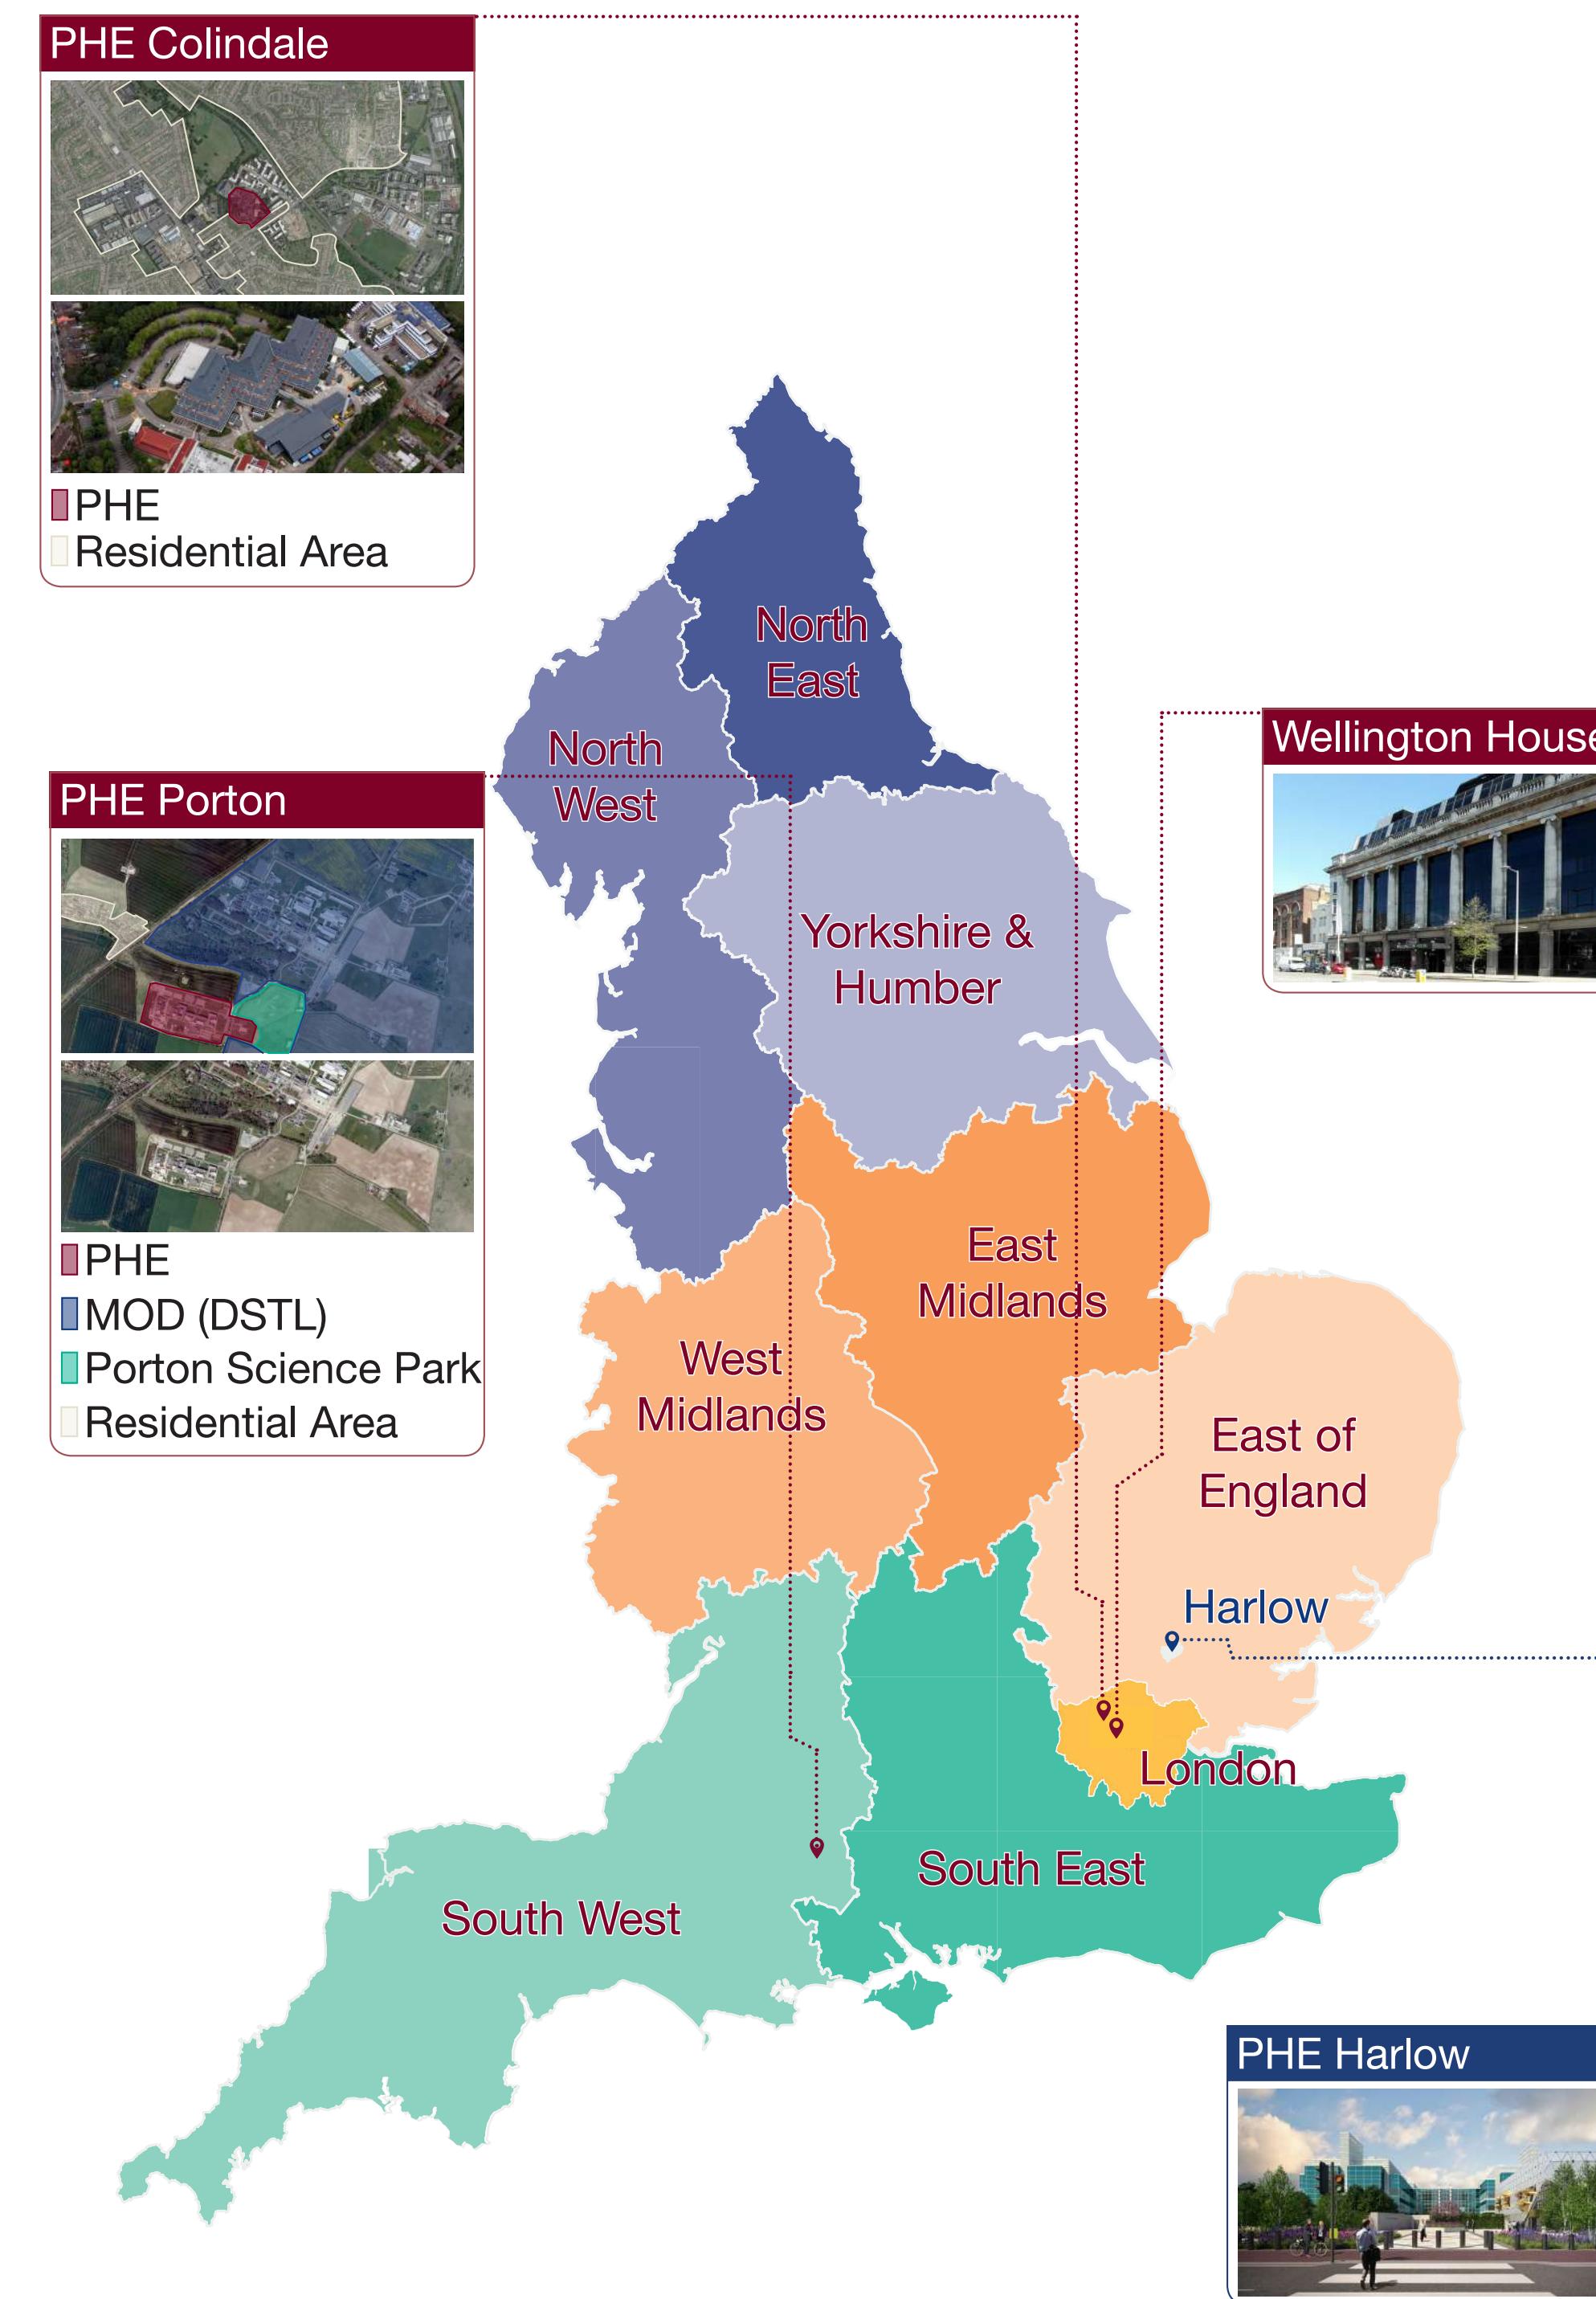 PHE Colindale
PHE
Residential Area
North
East
North
West
Wellington House
PHE Porton
Yorkshire &
Humber
PHE
MOD (DSTL)
Porton Science Park
Residential Area
East
Midlands
West
Midlands
East of
England
Harlow
London
South East
South West
PHE Harlow